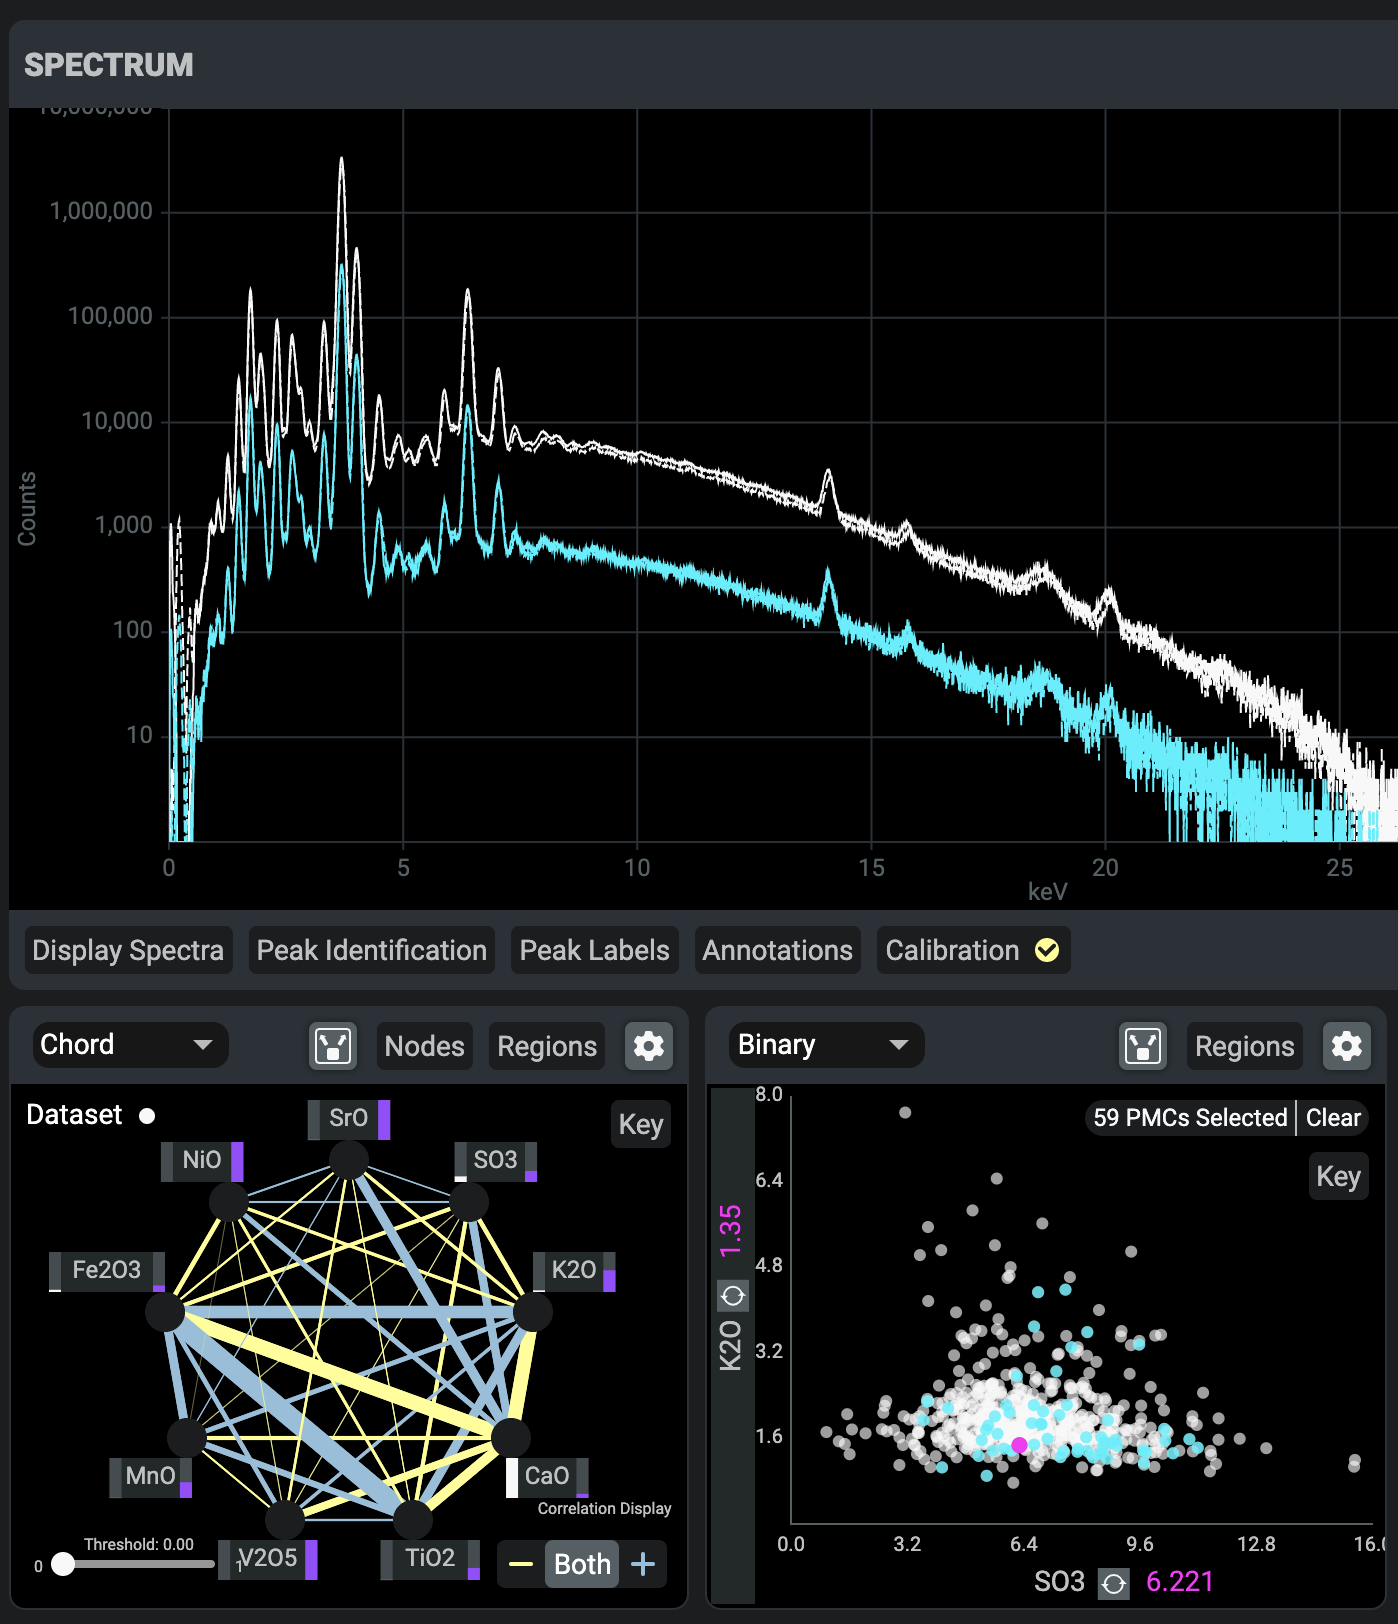 SPECTRUM
10,000,000
1,000,000
100,000
10,000
1,000
100
10
Counts
0 5 10 15 20 25
keV
Display Spectra Peak Identification Peak Labels Annotations Calibration
Chord Nodes Regions
Dataset
Key
SrO
NiO
SO3
Fe2O3
K2O
MnO
CaO
Correlation Display
Threshold: 0.00
0
1
V2O5
TiO2
Both
Binary Regions
59 PMCs Selected Clear
Key
8.0
6.4
4.8
3.2
1.6
K2O 1.35
0.0 3.2 6.4 9.6 12.8 16.0
SO3 6.221